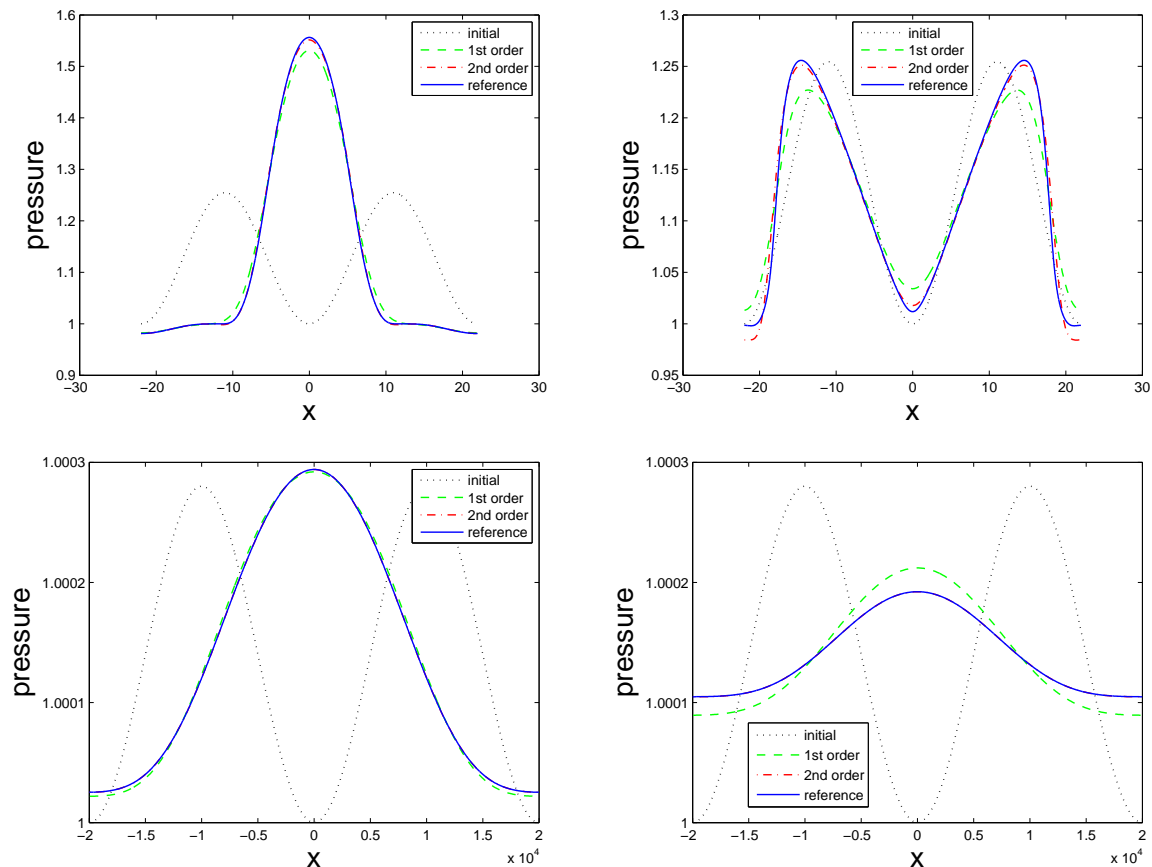 1.6
1.5
1.4
1.3
1.2
1.1
1
0.9
−30
−20
−10
0
10
20
30
x
pressure
initial
1st order
2nd order
reference
1.3
1.25
1.2
1.15
1.1
1.05
1
0.95
−30
−20
−10
0
10
20
30
x
pressure
initial
1st order
2nd order
reference
1.0003
1.0002
1.0001
1
−2
−1.5
−1
−0.5
0
0.5
1
1.5
2
x 10⁴
x
pressure
initial
1st order
2nd order
reference
1.0003
1.0002
1.0001
1
−2
−1.5
−1
−0.5
0
0.5
1
1.5
2
x 10⁴
x
pressure
initial
1st order
2nd order
reference